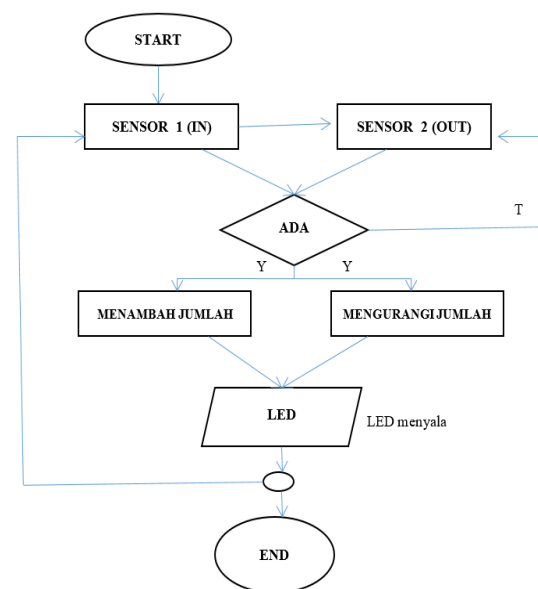 START
SENSOR 1 (IN)
SENSOR 2 (OUT)
ADA
T
Y
Y
MENAMBAH JUMLAH
MENGURANGI JUMLAH
LED
LED menyala
END